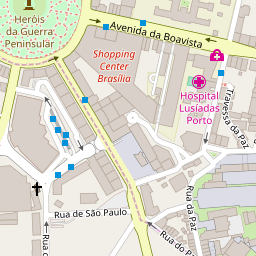 Heróis
da Guerra
Peninsular
Avenida da Boavista
Shopping
Center
Brasília
Hospital
Lusíadas
Porto
Travessa da Paz
Rua da Paz
Rua de São Paulo
Rua do